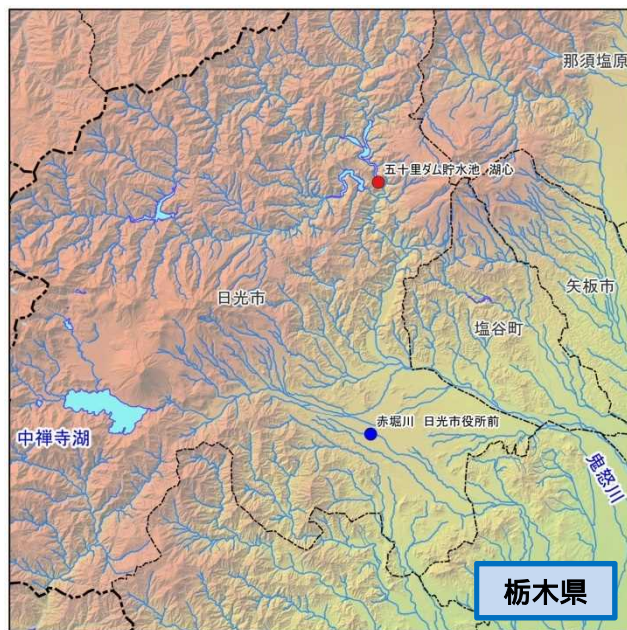 那須塩原
五十里ダム貯水池 湖心
日光市
矢板市
塩谷町
赤堀川 日光市役所前
中禅寺湖
鬼怒川
栃木県